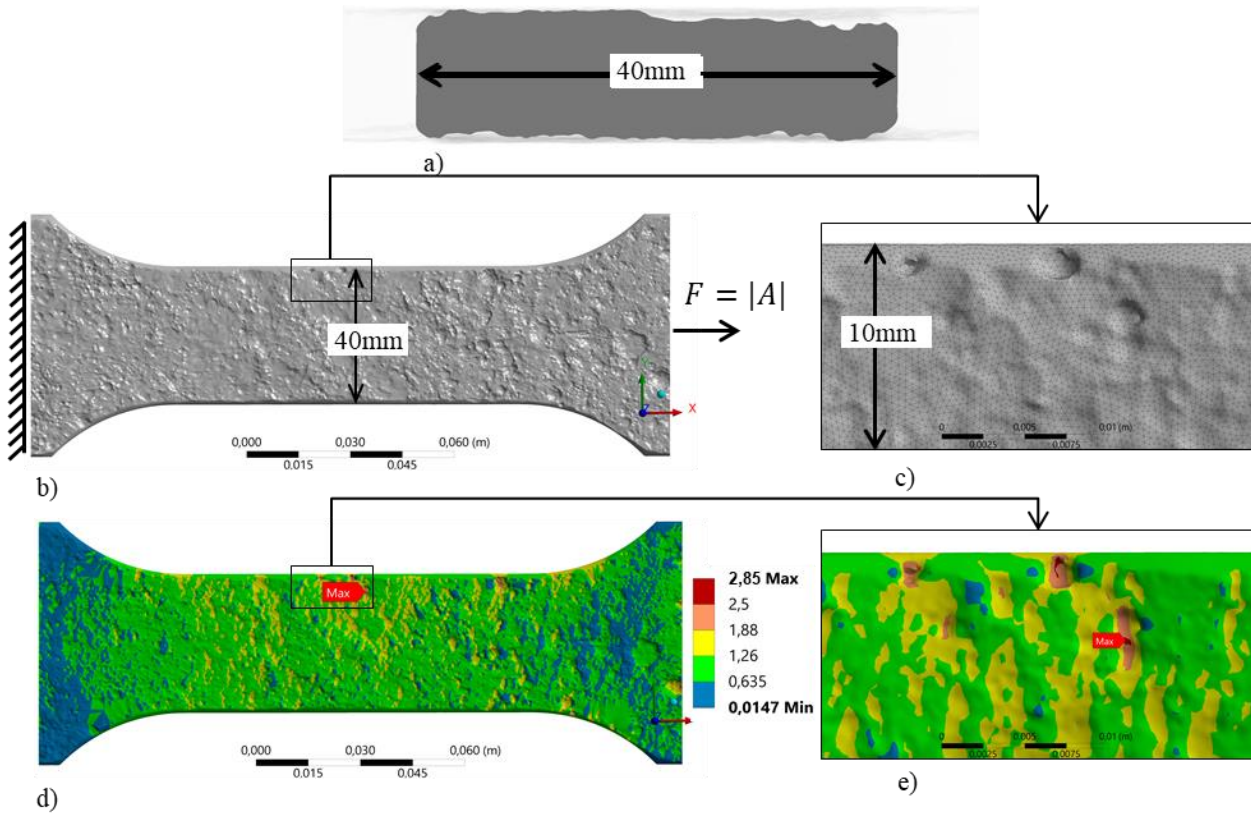 40mm
a)
40mm
F = |A|
Y
X
0,000 0,030 0,060 (m)
0,015 0,045
b)
10mm
0 0,005 0,01 (m)
0,0025 0,0075
c)
Max
2,85 Max
2,5
1,88
1,26
0,635
0,0147 Min
0,000 0,030 0,060 (m)
0,015 0,045
d)
Max
0 0,005 0,01 (m)
0,0025 0,0075
e)